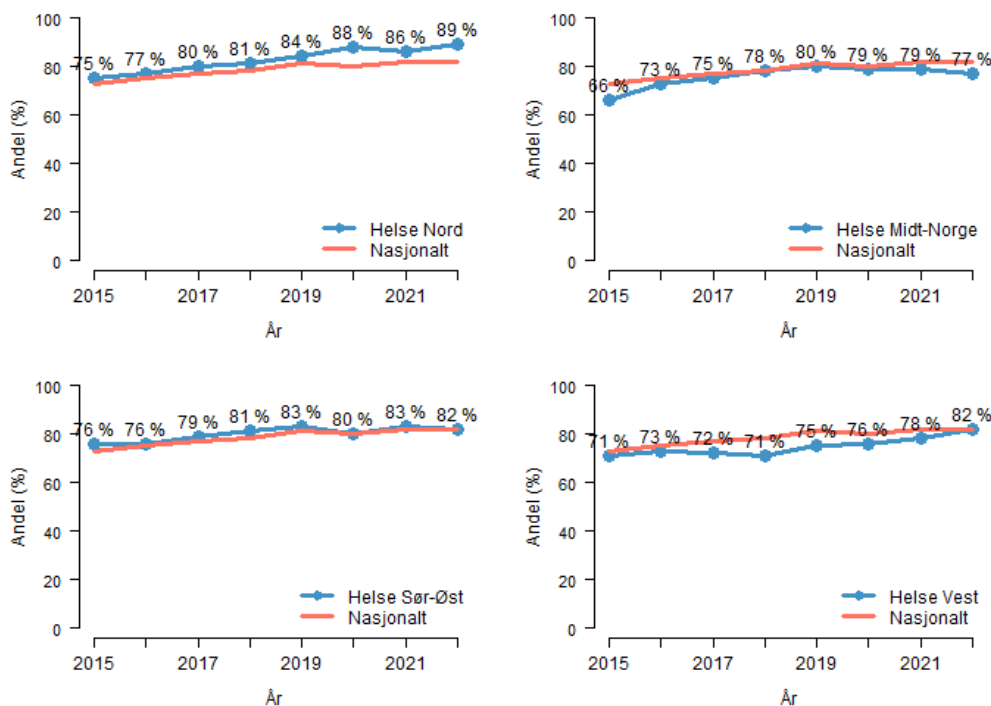 100
80
60
40
20
0
Andel (%)
75 % 77 % 80 % 81 % 84 % 88 % 86 % 89 %
Helse Nord
Nasjonalt
2015 2017 2019 2021
År
100
80
60
40
20
0
Andel (%)
66 % 73 % 75 % 78 % 80 % 79 % 79 % 77 %
Helse Midt-Norge
Nasjonalt
2015 2017 2019 2021
År
100
80
60
40
20
0
Andel (%)
76 % 76 % 79 % 81 % 83 % 80 % 83 % 82 %
Helse Sør-Øst
Nasjonalt
2015 2017 2019 2021
År
100
80
60
40
20
0
Andel (%)
71 % 73 % 72 % 71 % 75 % 76 % 78 % 82 %
Helse Vest
Nasjonalt
2015 2017 2019 2021
År